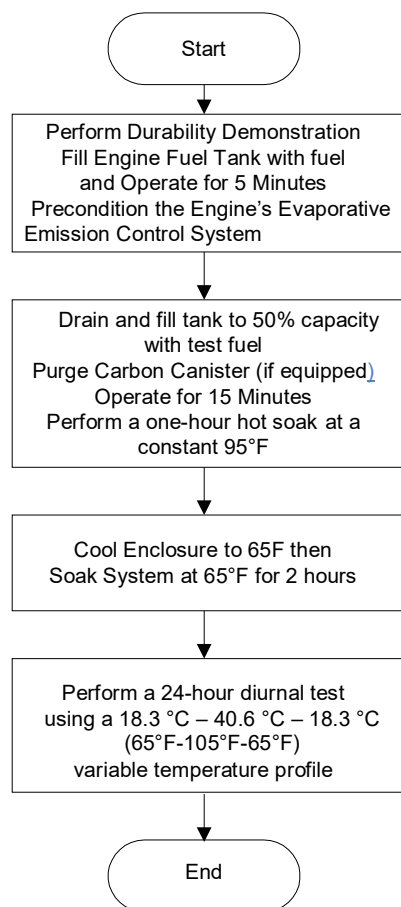 Start
Perform Durability Demonstration
Fill Engine Fuel Tank with fuel
and Operate for 5 Minutes
Precondition the Engine's Evaporative
Emission Control System
Drain and fill tank to 50% capacity
with test fuel
Purge Carbon Canister (if equipped)
Operate for 15 Minutes
Perform a one-hour hot soak at a
constant 95°F
Cool Enclosure to 65F then
Soak System at 65°F for 2 hours
Perform a 24-hour diurnal test
using a 18.3 °C – 40.6 °C – 18.3 °C
(65°F-105°F-65°F)
variable temperature profile
End